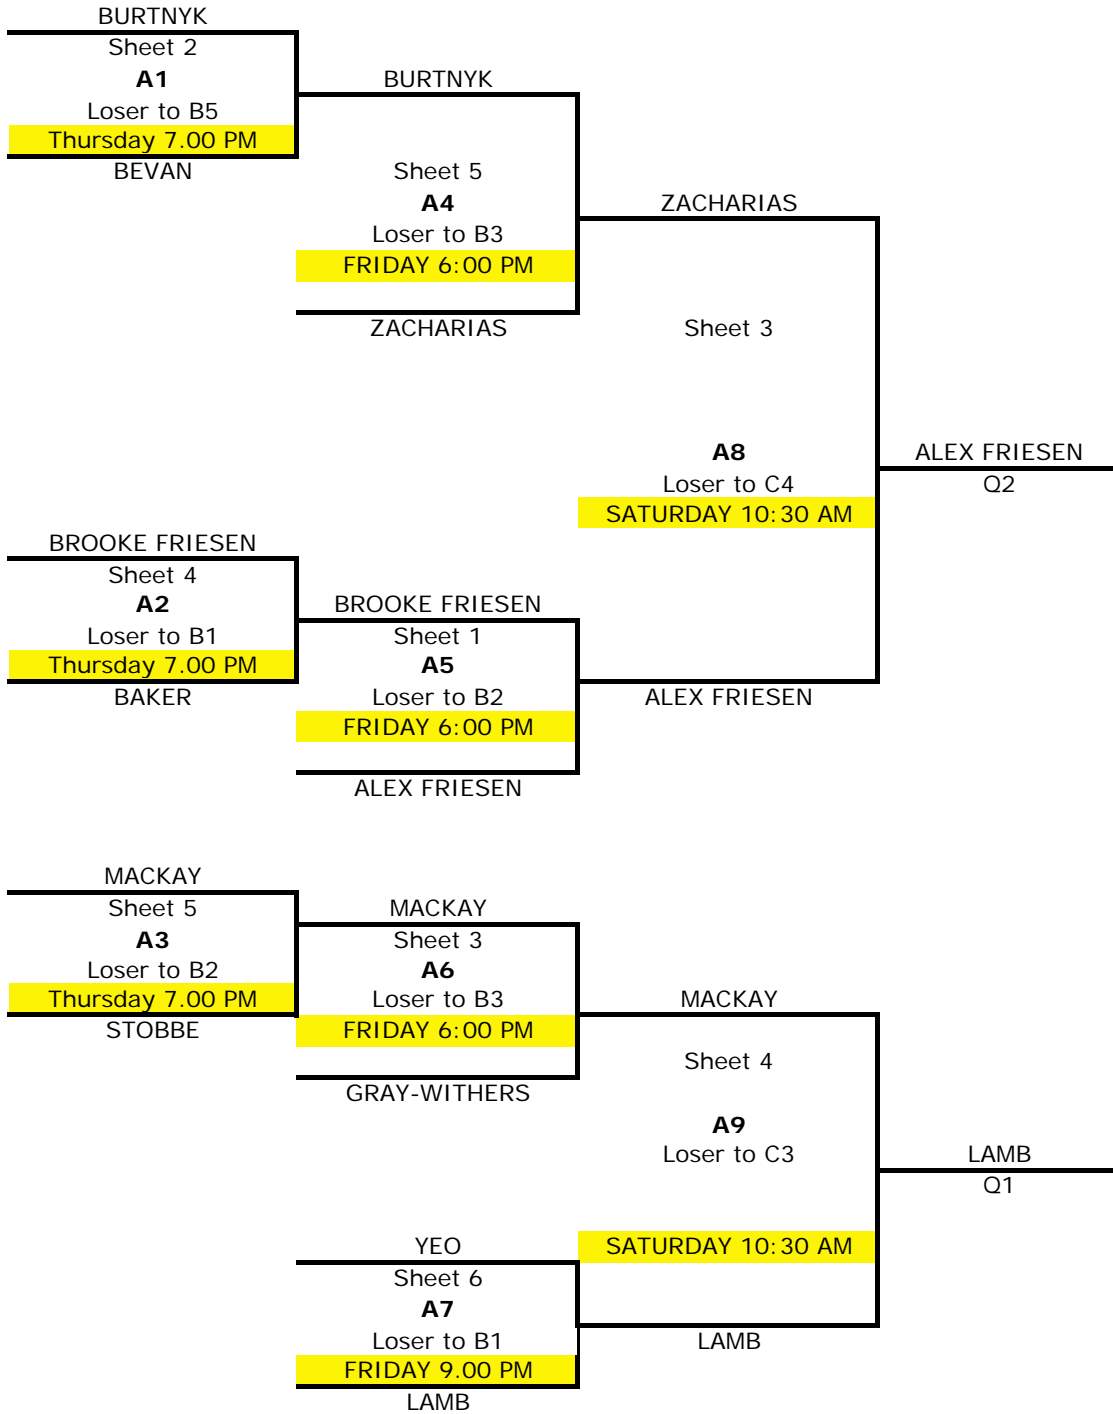 BURTNYK
Sheet 2
A1
Loser to B5
Thursday 7.00 PM
BEVAN
BURTNYK
Sheet 5
A4
Loser to B3
FRIDAY 6:00 PM
ZACHARIAS
ZACHARIAS
Sheet 3
A8
Loser to C4
SATURDAY 10:30 AM
ALEX FRIESEN
Q2
BROOKE FRIESEN
Sheet 4
A2
Loser to B1
Thursday 7.00 PM
BAKER
BROOKE FRIESEN
Sheet 1
A5
Loser to B2
FRIDAY 6:00 PM
ALEX FRIESEN
ALEX FRIESEN
MACKAY
Sheet 5
A3
Loser to B2
Thursday 7.00 PM
STOBBE
MACKAY
Sheet 3
A6
Loser to B3
FRIDAY 6:00 PM
GRAY-WITHERS
MACKAY
Sheet 4
A9
Loser to C3
SATURDAY 10:30 AM
LAMB
Q1
YEO
Sheet 6
A7
Loser to B1
FRIDAY 9.00 PM
LAMB
LAMB